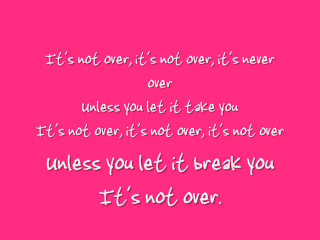 It's not over, it's not over, it's never
over
Unless you let it take you
It's not over, it's not over, it's not over
Unless you let it break you
It's not over.